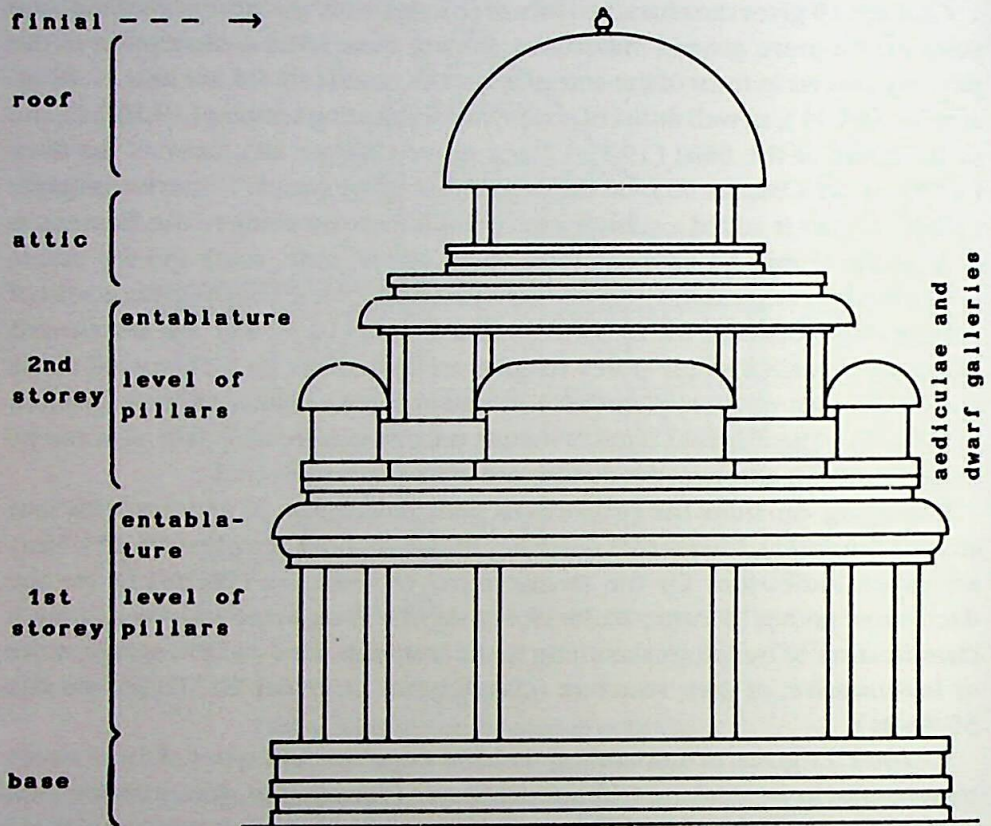 finial
roof
attic
entablature
2nd
storey
level of
pillars
aediculae and
dwarf galleries
entabla-
ture
1st
storey
level of
pillars
base